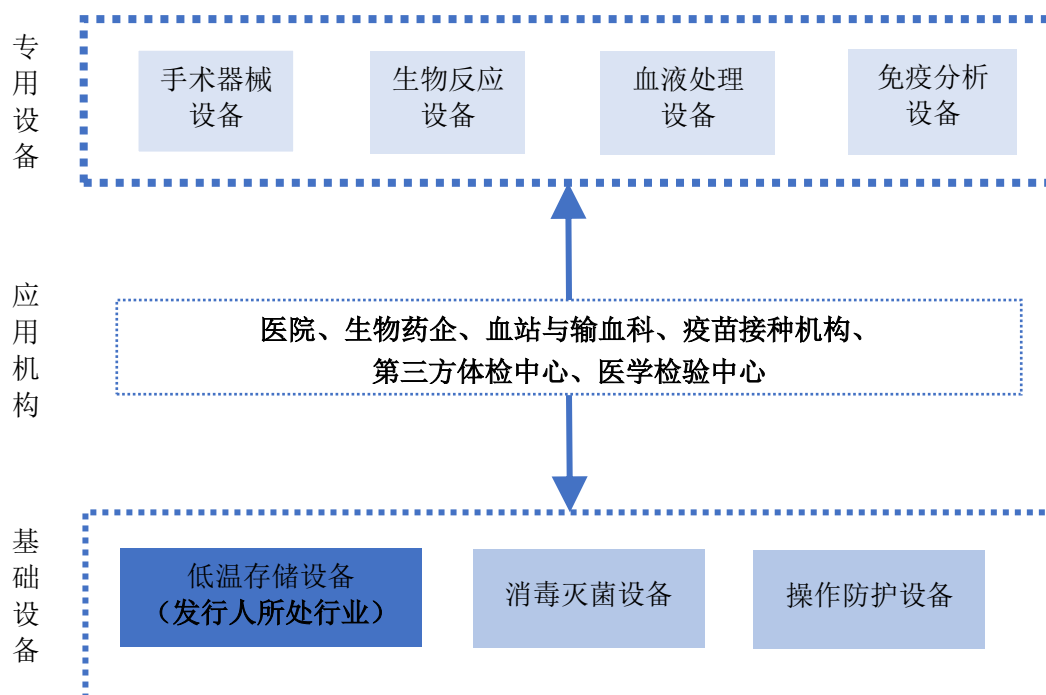 专用设备
手术器械
设备
生物反应
设备
血液处理
设备
免疫分析
设备
应用机构
医院、生物药企、血站与输血科、疫苗接种机构、
第三方体检中心、医学检验中心
基础设备
低温存储设备
（发行人所处行业）
消毒灭菌设备
操作防护设备